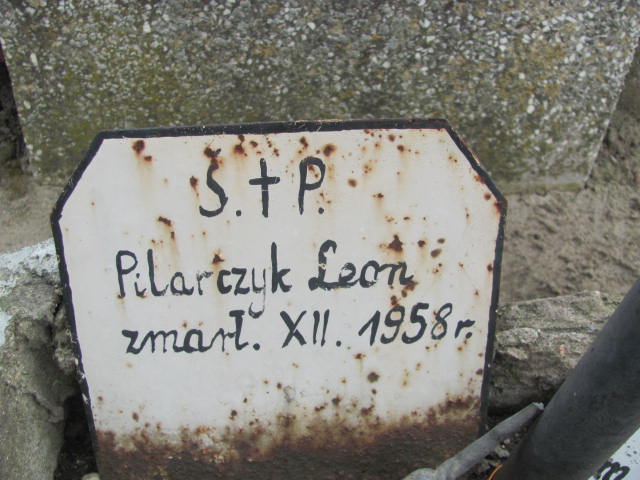 Ś.†P.
Pilarczyk Leon
zmarł. XII. 1958 r.